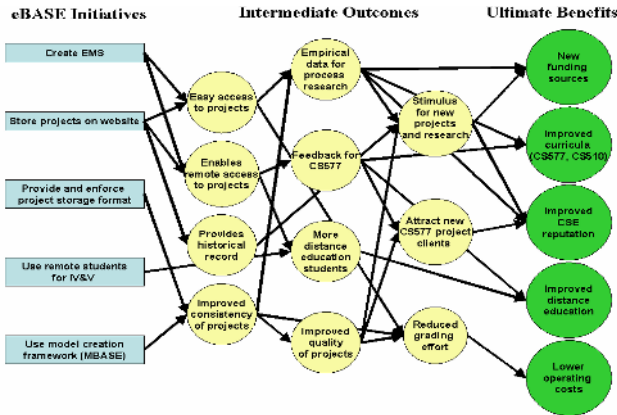 eBASE Initiatives
Intermediate Outcomes
Ultimate Benefits
Create EMS
Store projects on website
Provide and enforce
project storage format
Use remote students
for IV&V
Use model creation
framework (MBASE)
Easy access
to projects
Enables
remote access
to projects
Provides
historical
record
Improved
consistency
of projects
Empirical
data for
process
research
Feedback for
CS577
More
distance
education
students
Improved
quality
of projects
Stimulus
for new
projects
and research
Attract new
CS577 project
clients
Reduced
grading
effort
New
funding
sources
Improved
curricula
(CS577, CS510)
Improved
CSE
reputation
Improved
distance
education
Lower
operating
costs